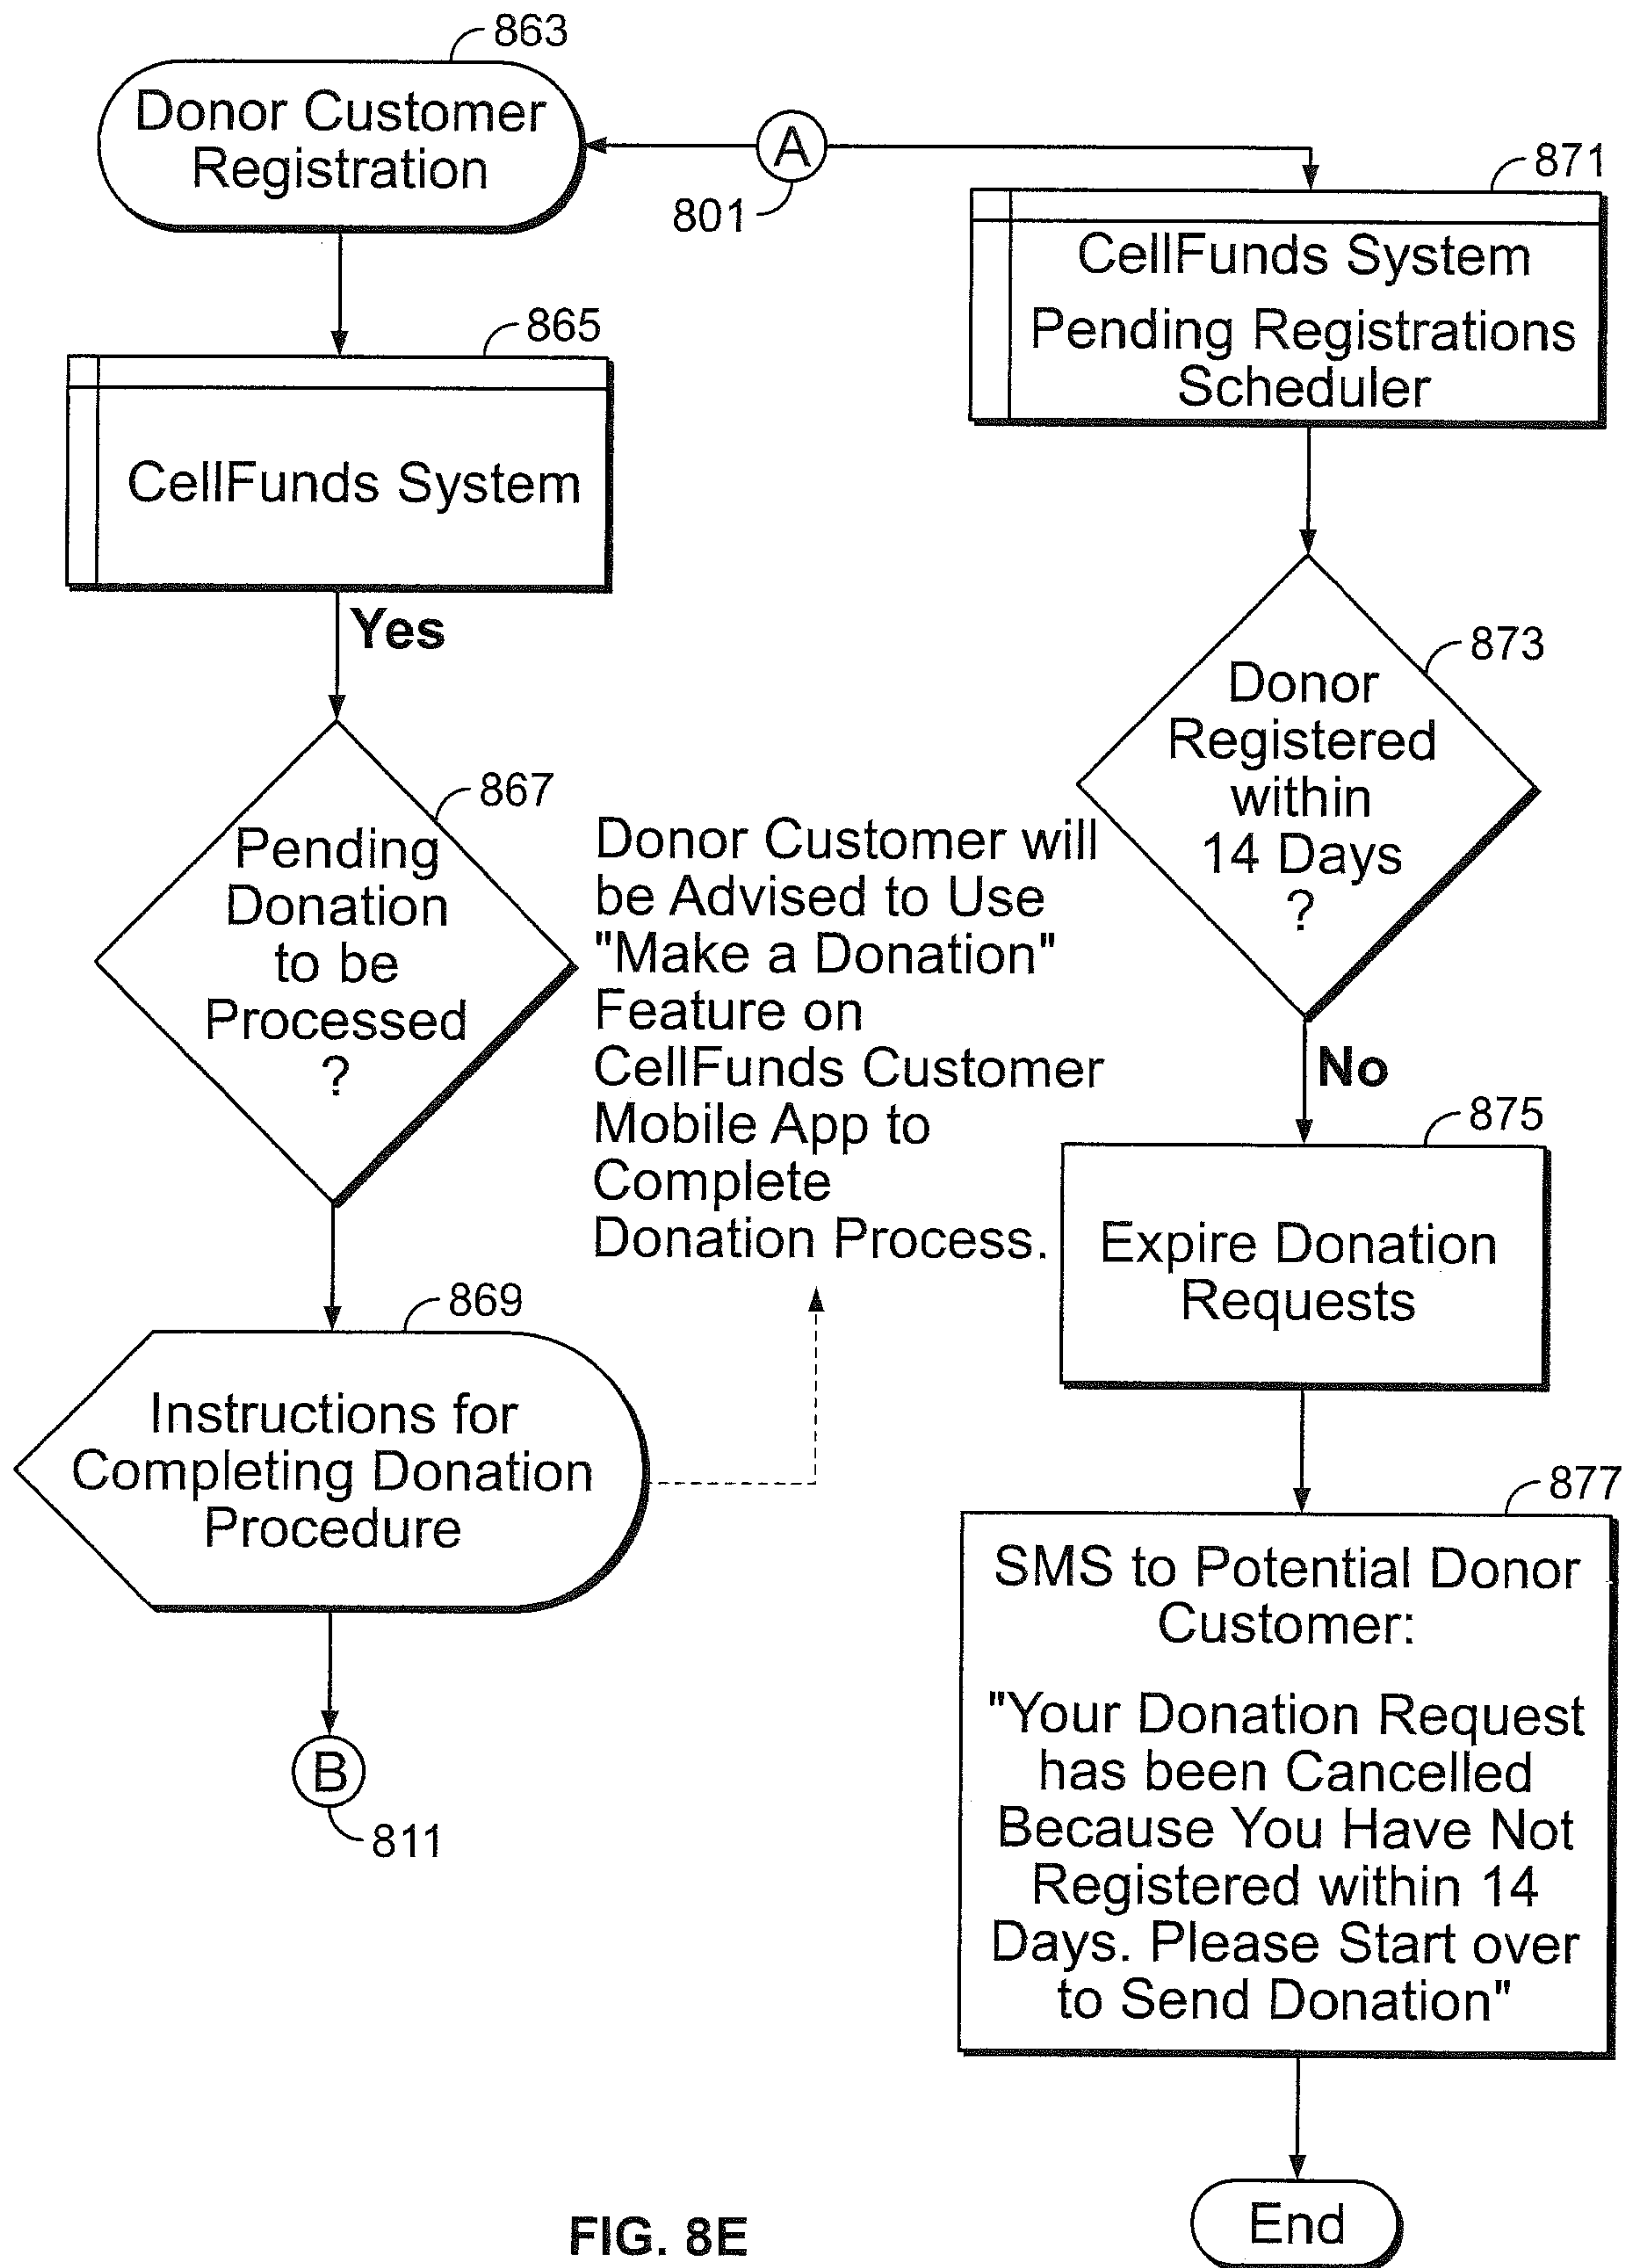 863
Donor Customer
Registration
A
801
865
CellFunds System
Yes
867
Pending
Donation
to be
Processed
?
Donor Customer will
be Advised to Use
"Make a Donation"
Feature on
CellFunds Customer
Mobile App to
Complete
Donation Process.
869
Instructions for
Completing Donation
Procedure
B
811
871
CellFunds System
Pending Registrations
Scheduler
873
Donor
Registered
within
14 Days
?
No
875
Expire Donation
Requests
877
SMS to Potential Donor
Customer:
"Your Donation Request
has been Cancelled
Because You Have Not
Registered within 14
Days. Please Start over
to Send Donation"
End
FIG. 8E